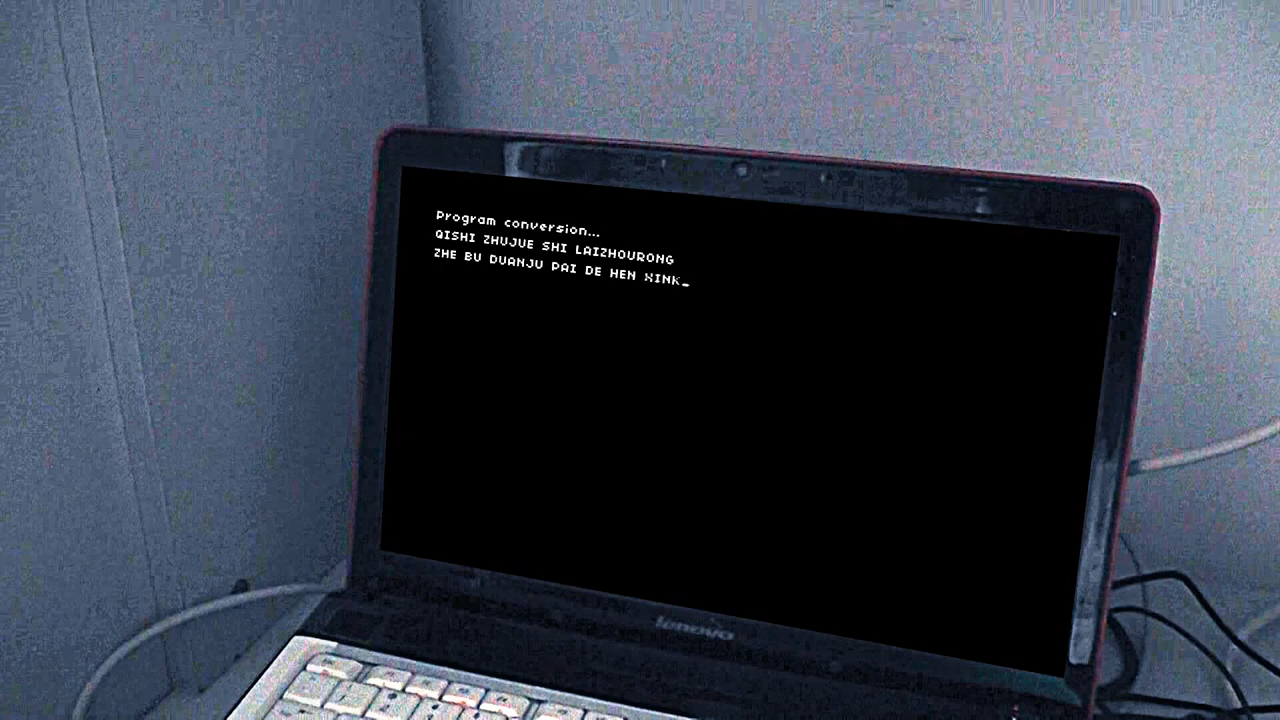 Program conversion...
QISHI ZHUJUE SHI LAIZHOURONG
ZHE BU DUANJU PAI DE HEN XINK_
lenovo